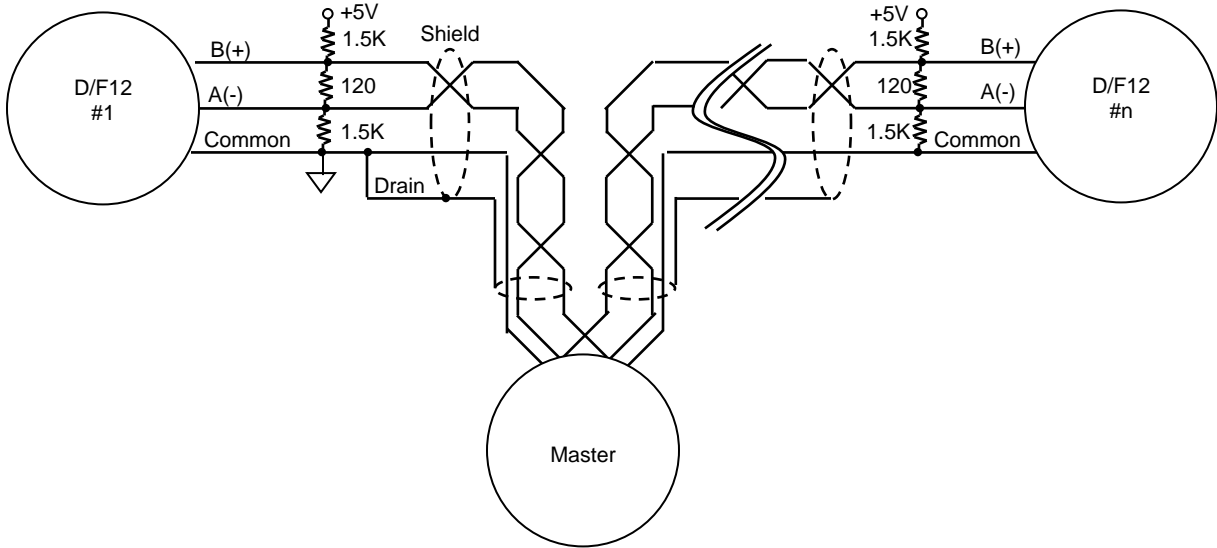 +5V
1.5K
Shield
B(+)
D/F12
#1
120
A(-)
1.5K
Common
Drain
+5V
1.5K
B(+)
120
D/F12
#n
A(-)
1.5K
Common
Master